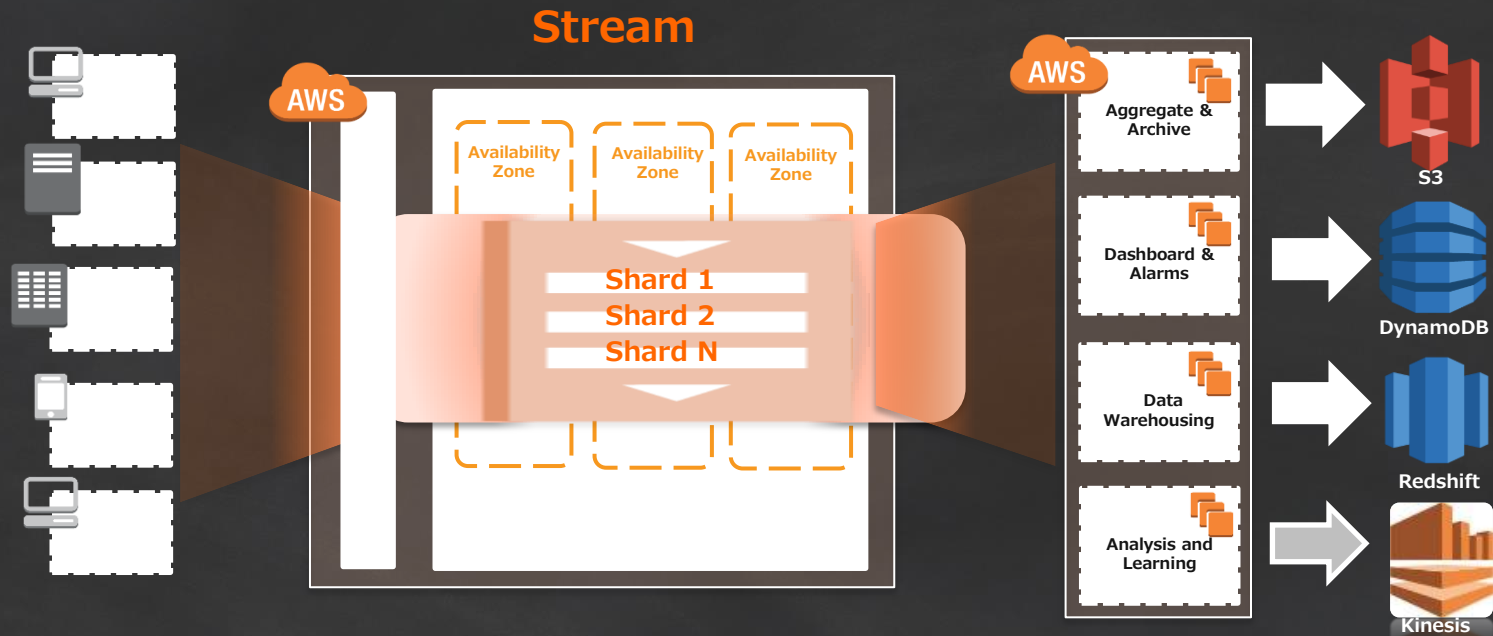 Stream
AWS
Availability
Zone
Availability
Zone
Availability
Zone
Shard 1
Shard 2
Shard N
AWS
Aggregate &
Archive
Dashboard &
Alarms
Data
Warehousing
Analysis and
Learning
S3
DynamoDB
Redshift
Kinesis